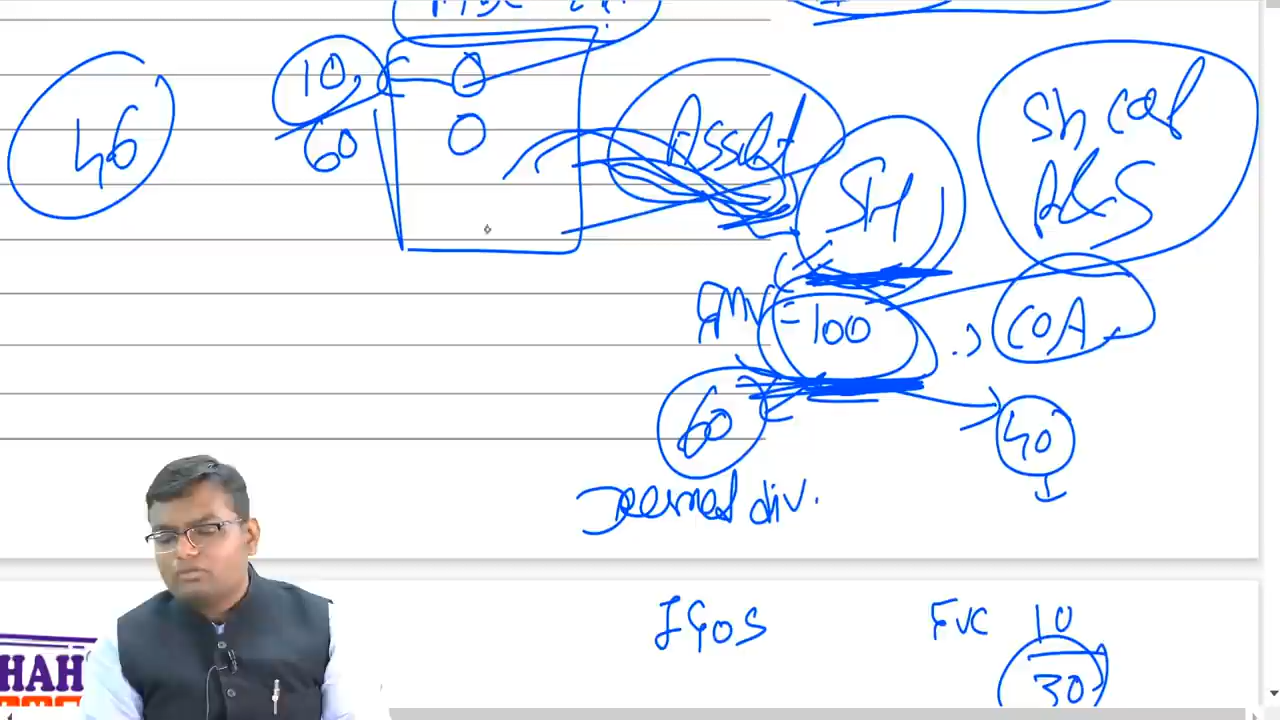 46
10,
60
0
0
Asset
SH
Sh cap
R&S
FMV = 100
COA
60
40
Deemed div.
IFOS
FVC 10
30
HAH